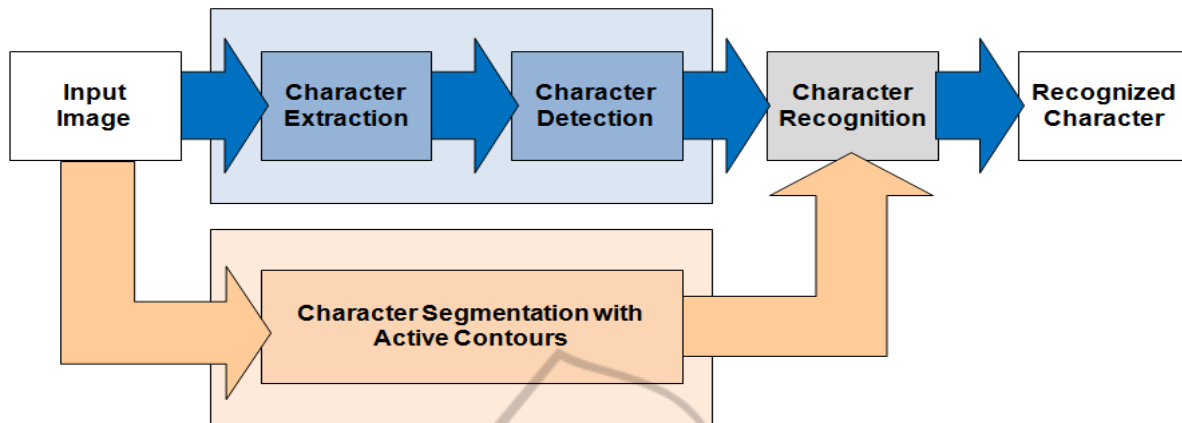 Input
Image
Character
Extraction
Character
Detection
Character
Recognition
Recognized
Character
Character Segmentation with
Active Contours